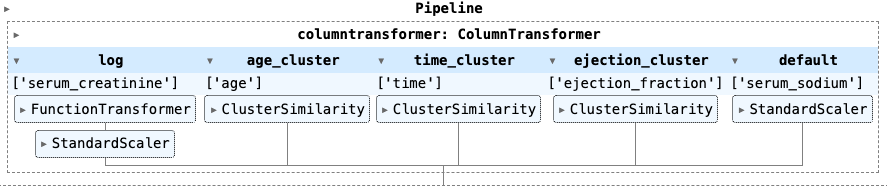 Pipeline
columntransformer: ColumnTransformer
log age_cluster time_cluster ejection_cluster default
['serum_creatinine'] ['age'] ['time'] ['ejection_fraction'] ['serum_sodium']
FunctionTransformer ClusterSimilarity ClusterSimilarity ClusterSimilarity StandardScaler
StandardScaler